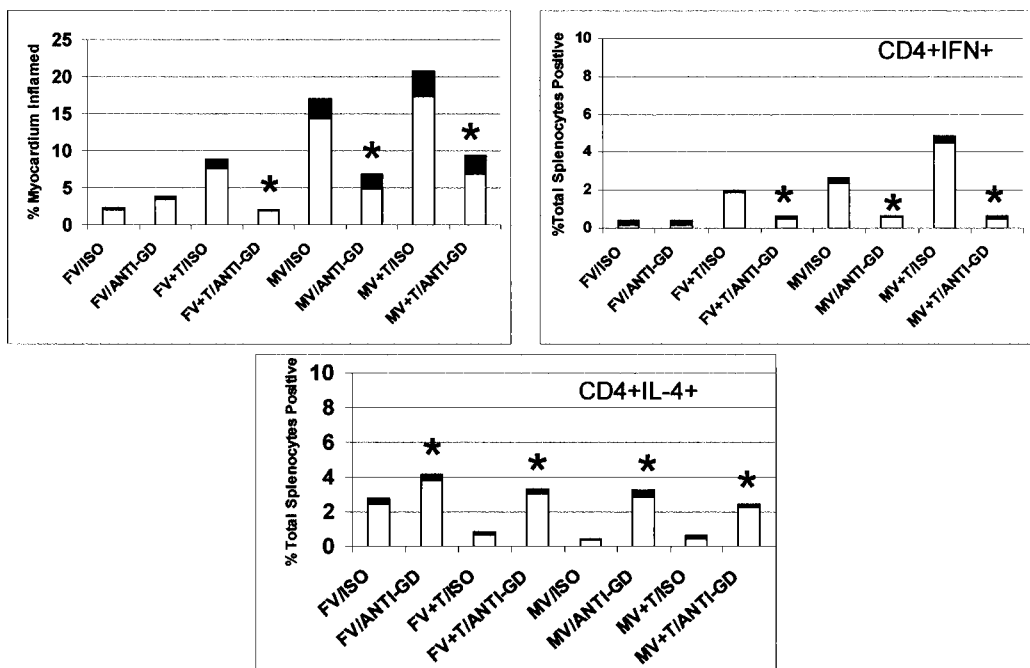 % Myocardium Inflamed
25
20
15
10
5
0
*
*
*
FV/ISO
FV/ANTI-GD
FV+T/ISO
FV+T/ANTI-GD
MV/ISO
MV/ANTI-GD
MV+T/ISO
MV+T/ANTI-GD
CD4+IFN+
%Total Splenocytes Positive
10
8
6
4
2
0
*
*
*
FV/ISO
FV/ANTI-GD
FV+T/ISO
FV+T/ANTI-GD
MV/ISO
MV/ANTI-GD
MV+T/ISO
MV+T/ANTI-GD
CD4+IL-4+
% Total Splenocytes Positive
10
8
6
4
2
0
*
*
*
*
FV/ISO
FV/ANTI-GD
FV+T/ISO
FV+T/ANTI-GD
MV/ISO
MV/ANTI-GD
MV+T/ISO
MV+T/ANTI-GD